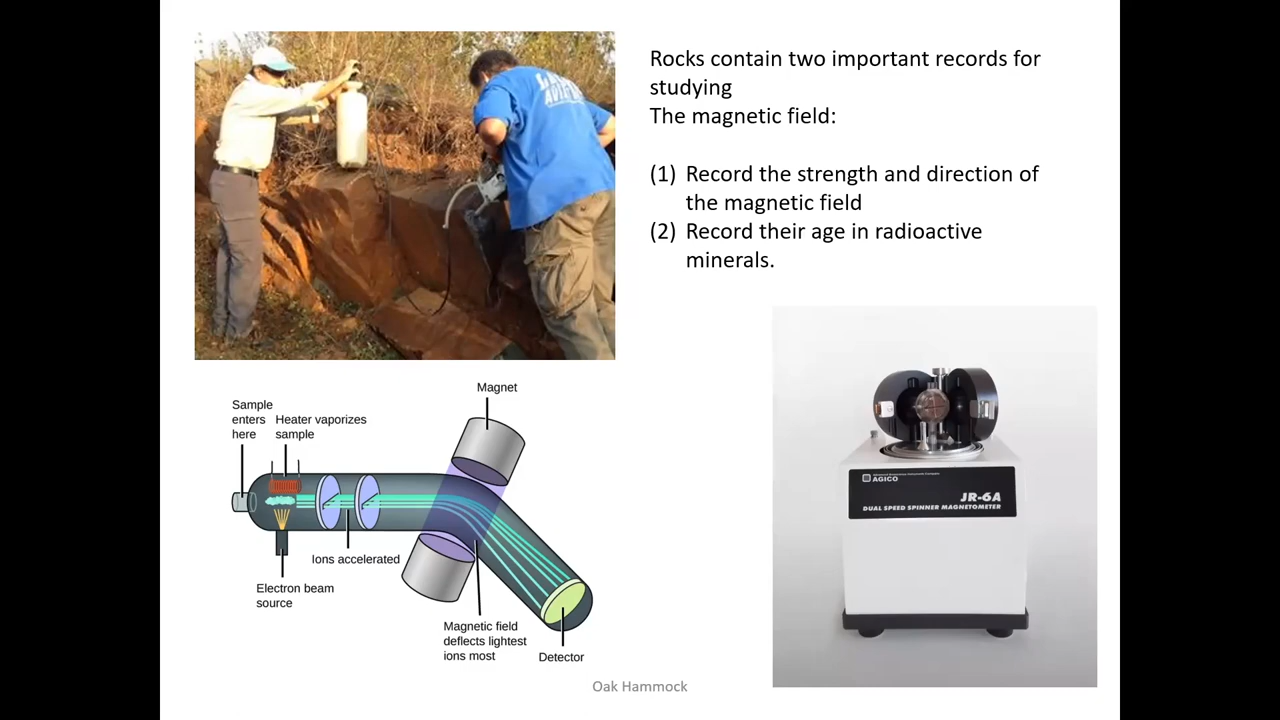 Rocks contain two important records for
studying
The magnetic field:
(1) Record the strength and direction of
the magnetic field
(2) Record their age in radioactive
minerals.
Magnet
Sample
enters
here
Heater vaporizes
sample
Ions accelerated
Electron beam
source
Magnetic field
deflects lightest
ions most
Detector
AGICO
JR-6A
DUAL SPEED SPINNER MAGNETOMETER
Oak Hammock